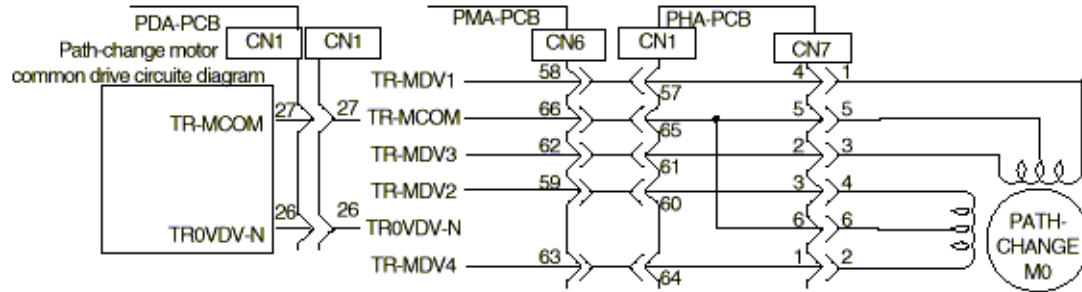 PDA-PCB
PMA-PCB
PHA-PCB
CN1
CN1
CN6
CN1
CN7
Path-change motor
common drive circuite diagram
TR-MDV1 58 57 4 1
TR-MCOM 27 27 TR-MCOM 66 65 5 5
TR-MDV3 62 61 2 3
TR-MDV2 59 60 3 4
TR0VDV-N 26 26 TR0VDV-N 6 6
TR-MDV4 63 64 1 2
PATH-
CHANGE
M0